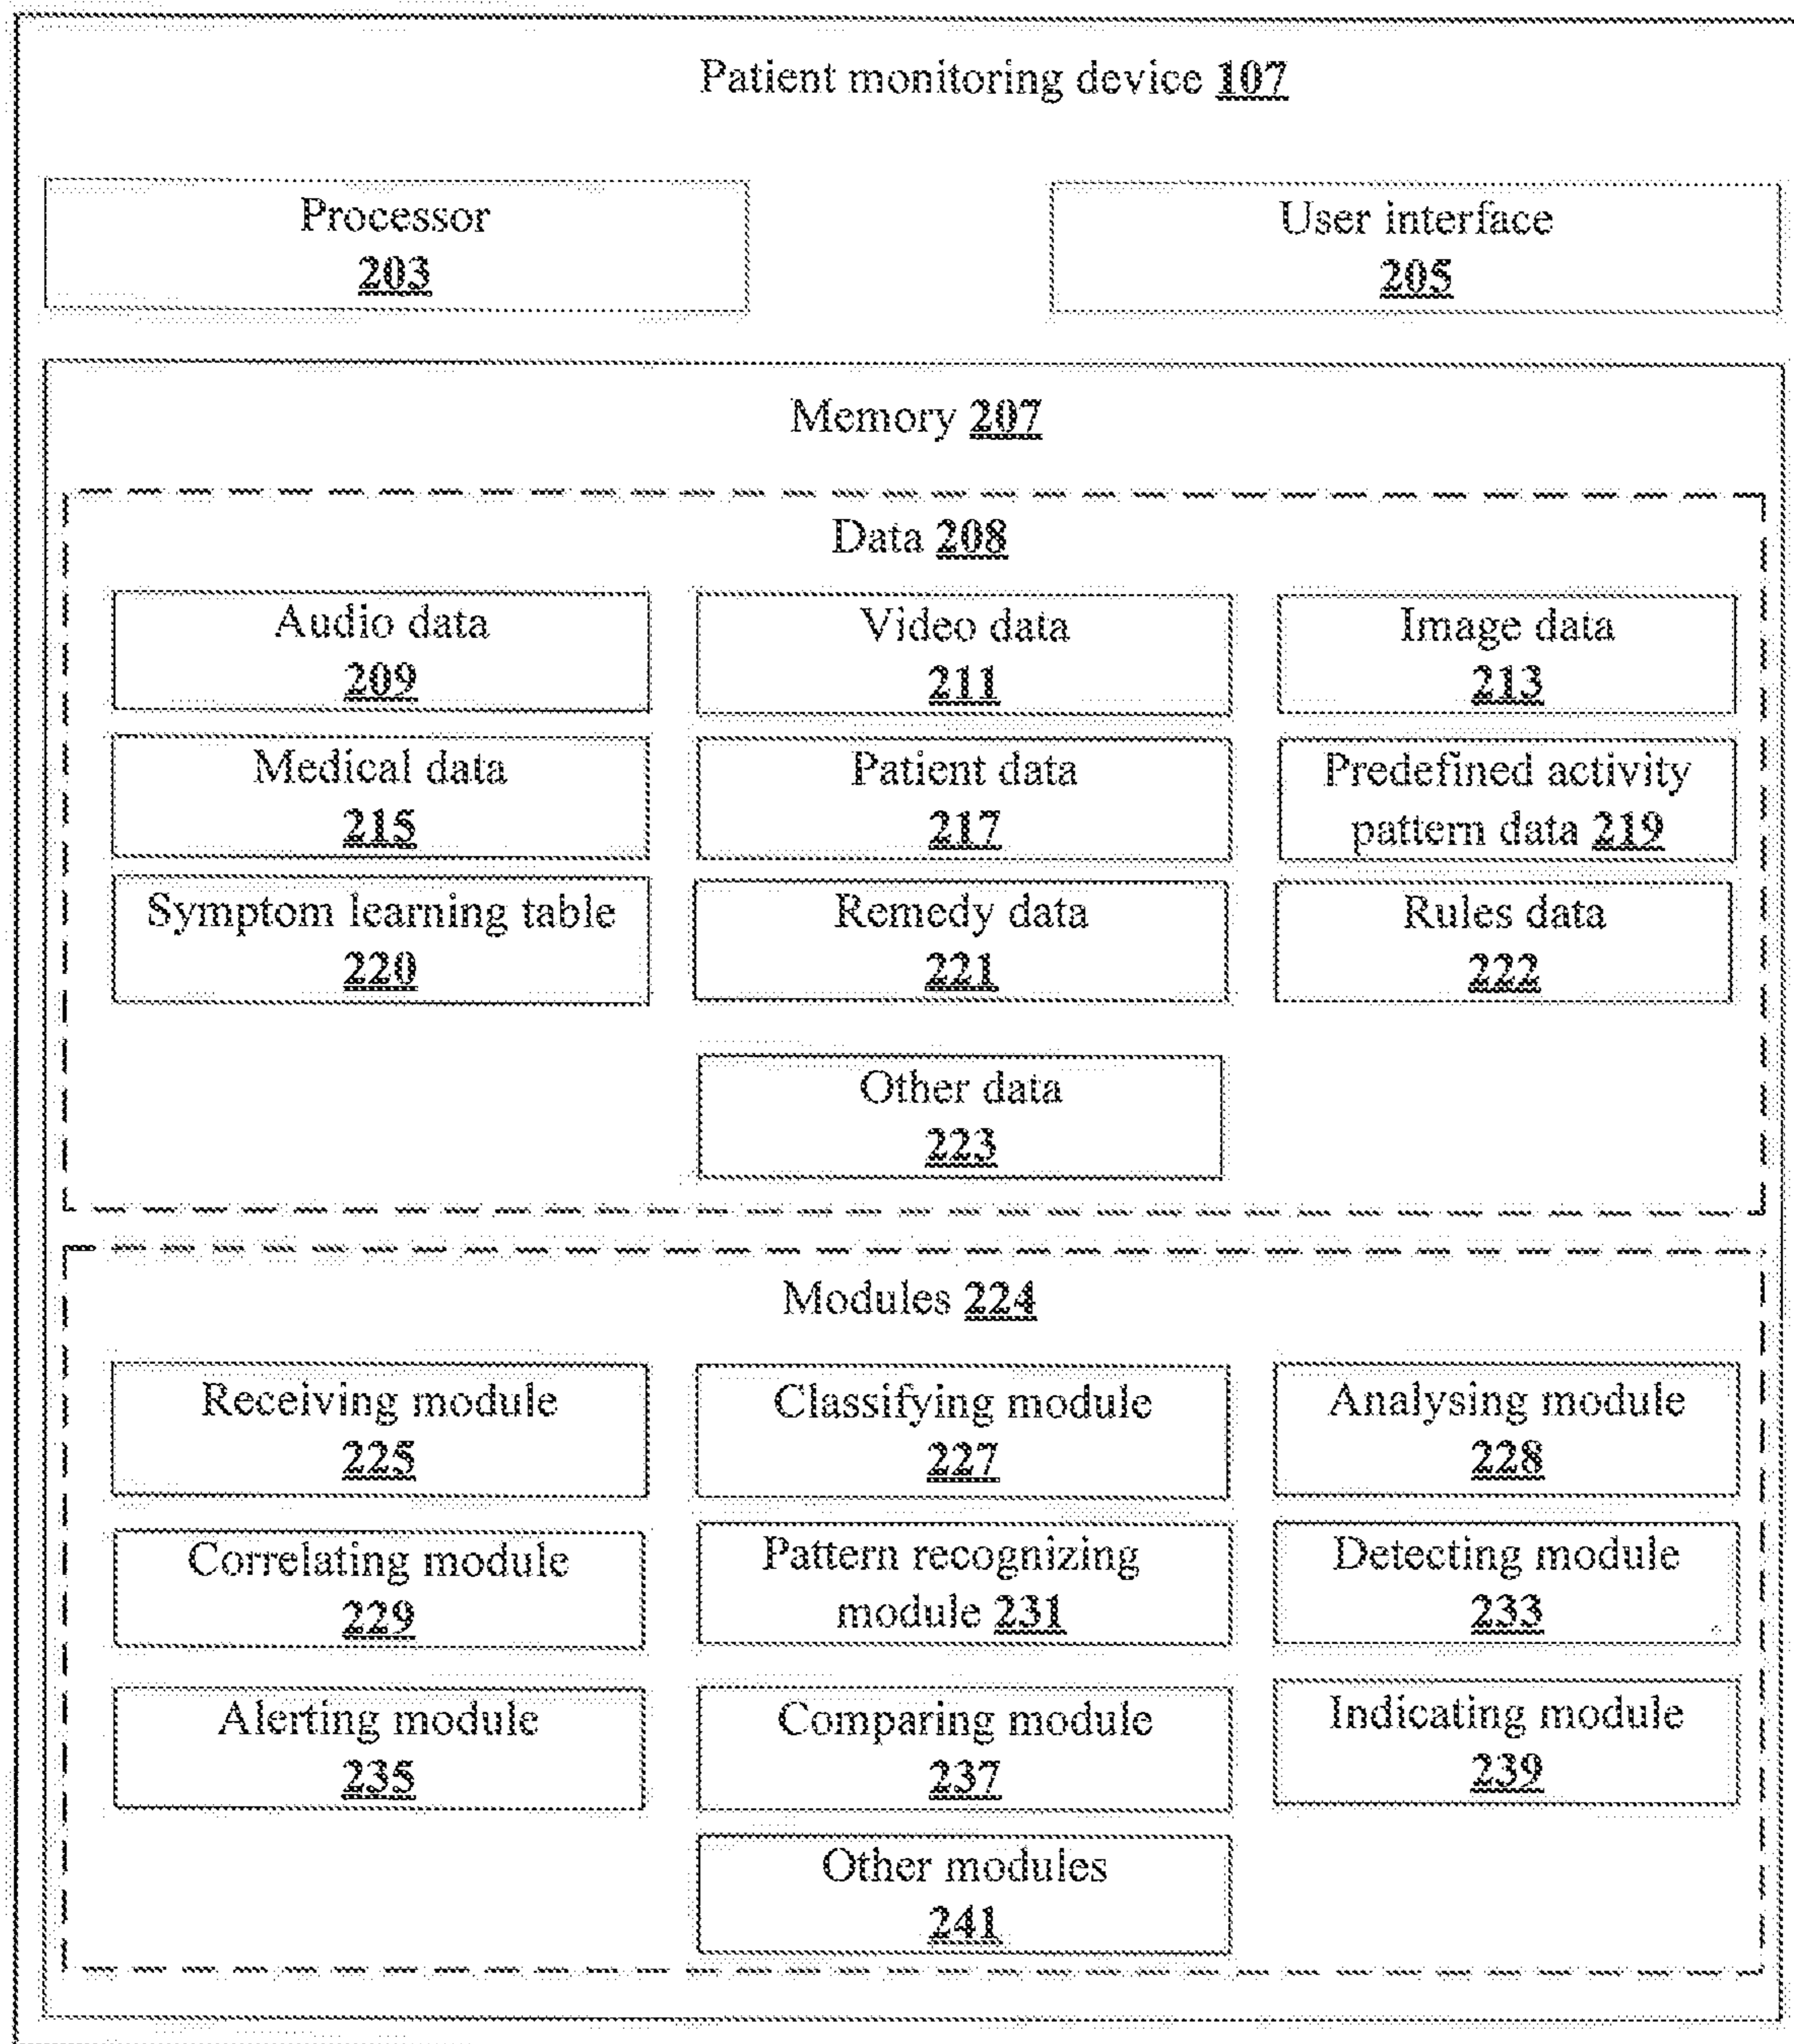 Patient monitoring device 107
Processor
203
User interface
205
Memory 207
Data 208
Audio data
209
Video data
211
Image data
213
Medical data
215
Patient data
217
Predefined activity
pattern data 219
Symptom learning table
220
Remedy data
221
Rules data
222
Other data
223
Modules 224
Receiving module
225
Classifying module
227
Analysing module
228
Correlating module
229
Pattern recognizing
module 231
Detecting module
233
Alerting module
235
Comparing module
237
Indicating module
239
Other modules
241